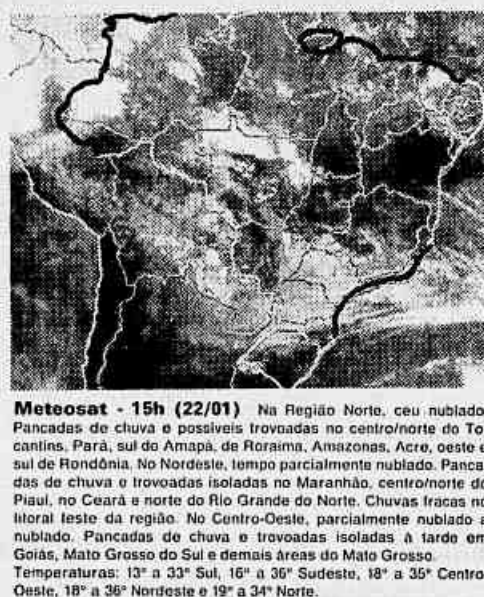 Meteosat - 15h (22/01) Na Região Norte, ceu nublado
Pancadas de chuva e possíveis trovoadas no centro/norte do To-
cantins, Pará, sul do Amapá, de Roraima, Amazonas, Acre, oeste e
sul de Rondônia. No Nordeste, tempo parcialmente nublado. Panca-
das de chuva e trovoadas isoladas no Maranhão, centro/norte do
Piauí, no Ceará e norte do Rio Grande do Norte. Chuvas fracas no
litoral leste da região. No Centro-Oeste, parcialmente nublado a
nublado. Pancadas de chuva e trovoadas isoladas à tarde em
Goiás, Mato Grosso do Sul e demais áreas do Mato Grosso.
Temperaturas: 13° a 33° Sul, 16° a 36° Sudeste, 18° a 35° Centro-
Oeste, 18° a 36° Nordeste e 19° a 34° Norte.